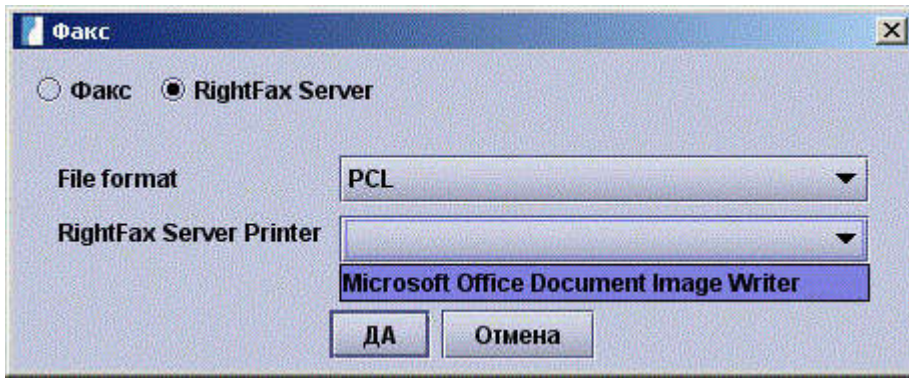 Факс
Факс RightFax Server
File format PCL
RightFax Server Printer
Microsoft Office Document Image Writer
ДА Отмена